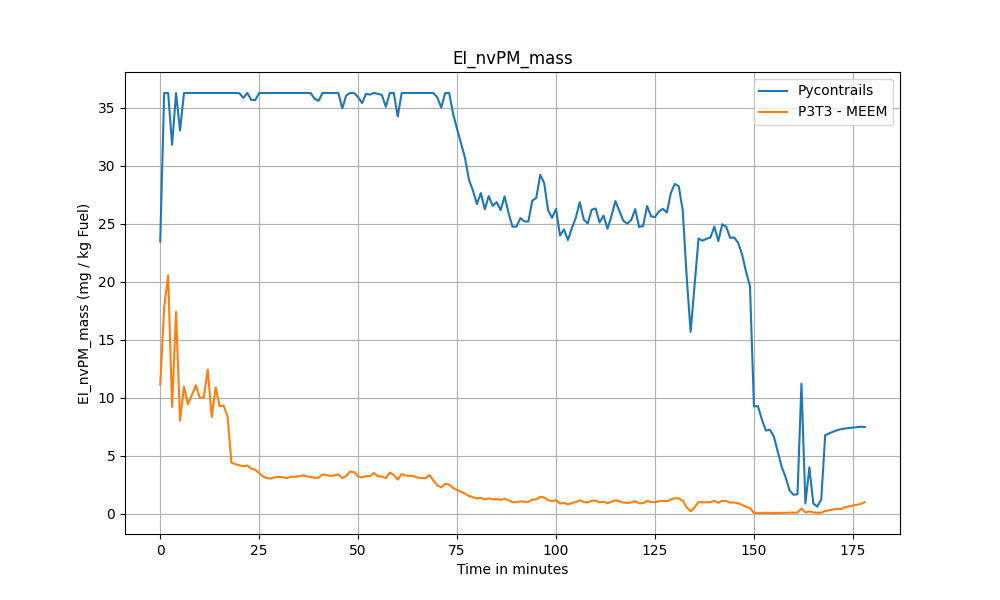 EI_nvPM_mass
Pycontrails
P3T3 - MEEM
EI_nvPM_mass (mg / kg Fuel)
35
30
25
20
15
10
5
0
0 25 50 75 100 125 150 175
Time in minutes